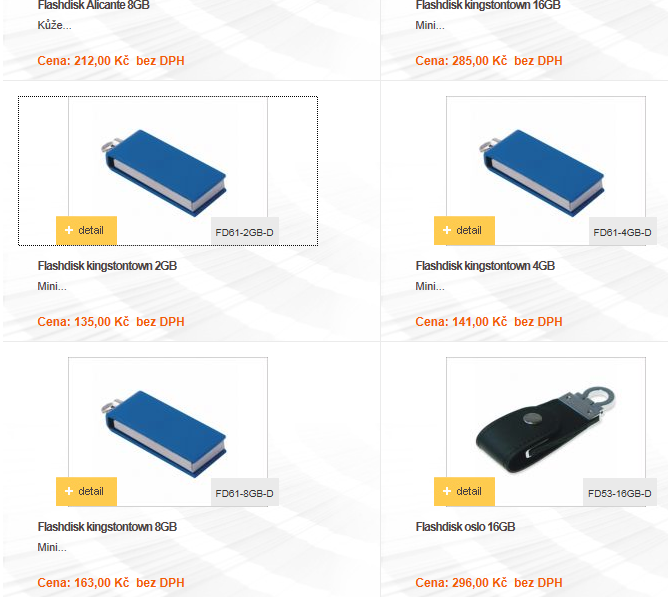 Flashdisk Alicante 8GB
Kůže...
Cena: 212,00 Kč bez DPH
Flashdisk kingstontown 16GB
Mini...
Cena: 285,00 Kč bez DPH
+ detail
FD61-2GB-D
Flashdisk kingstontown 2GB
Mini...
Cena: 135,00 Kč bez DPH
+ detail
FD61-4GB-D
Flashdisk kingstontown 4GB
Mini...
Cena: 141,00 Kč bez DPH
+ detail
FD61-8GB-D
Flashdisk kingstontown 8GB
Mini...
Cena: 163,00 Kč bez DPH
+ detail
FD53-16GB-D
Flashdisk oslo 16GB
Cena: 296,00 Kč bez DPH